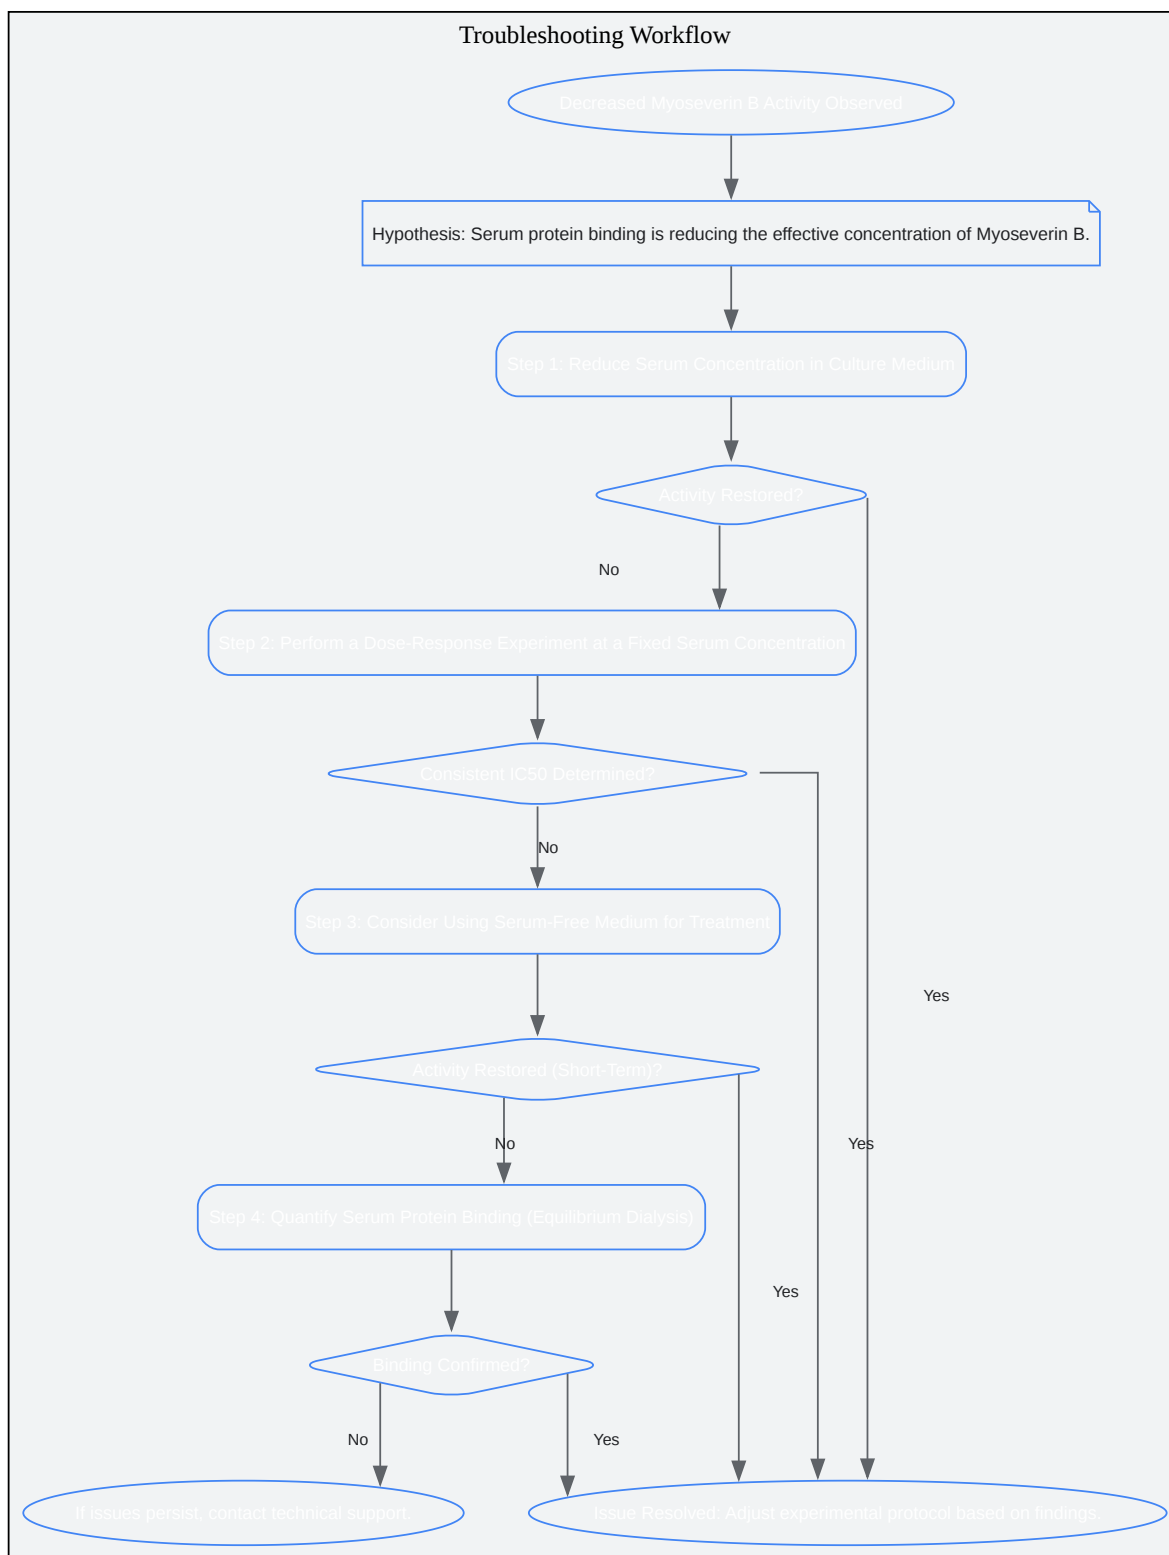 Troubleshooting Workflow
Decreased Myoseverin B Activity Observed
Hypothesis: Serum protein binding is reducing the effective concentration of Myoseverin B.
Step 1: Reduce Serum Concentration in Culture Medium
Activity Restored?
No
Step 2: Perform a Dose-Response Experiment at a Fixed Serum Concentration
Consistent IC50 Determined?
No
Step 3: Consider Using Serum-Free Medium for Treatment
Yes
Activity Restored (Short-Term)?
No
Yes
Step 4: Quantify Serum Protein Binding (Equilibrium Dialysis)
Yes
Binding Confirmed?
No
Yes
If issues persist, contact technical support.
Issue Resolved. Adjust experimental protocol based on findings.